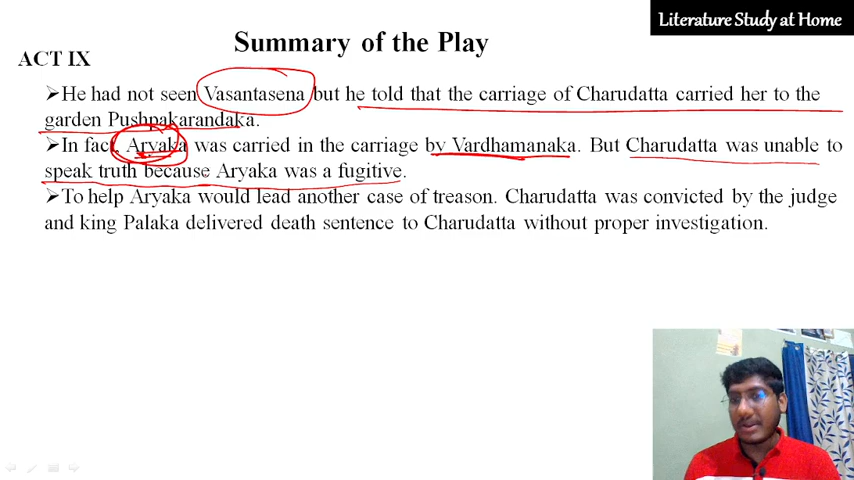 Literature Study at Home
Summary of the Play
ACT IX
➢He had not seen Vasantasena but he told that the carriage of Charudatta carried her to the
garden Pushpakarandaka.
➢In fact, Aryaka was carried in the carriage by Vardhamanaka. But Charudatta was unable to
speak truth because Aryaka was a fugitive.
➢To help Aryaka would lead another case of treason. Charudatta was convicted by the judge
and king Palaka delivered death sentence to Charudatta without proper investigation.